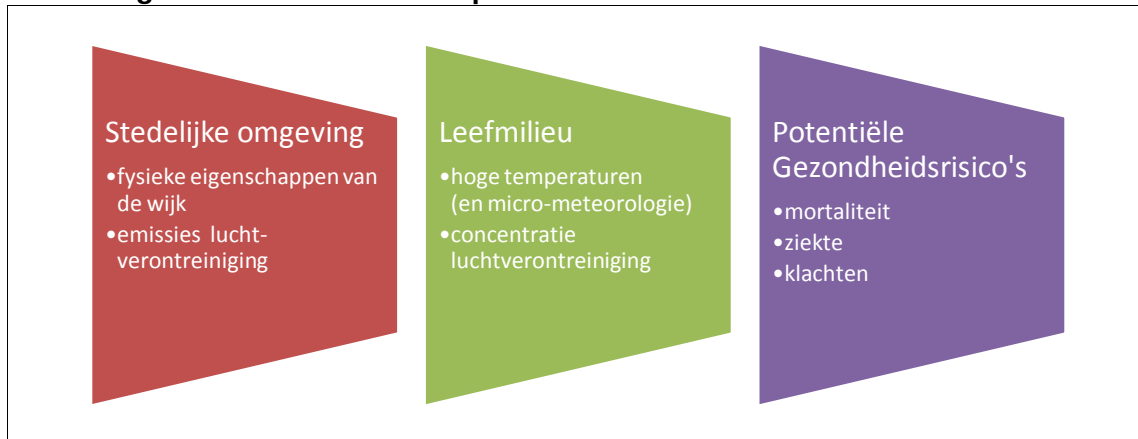 Stedelijke omgeving
•fysieke eigenschappen van
de wijk
•emissies lucht-
verontreiniging
Leefmilieu
•hoge temperaturen
(en micro-meteorologie)
•concentratie
luchtverontreiniging
Potentiële
Gezondheidsrisico's
•mortaliteit
•ziekte
•klachten